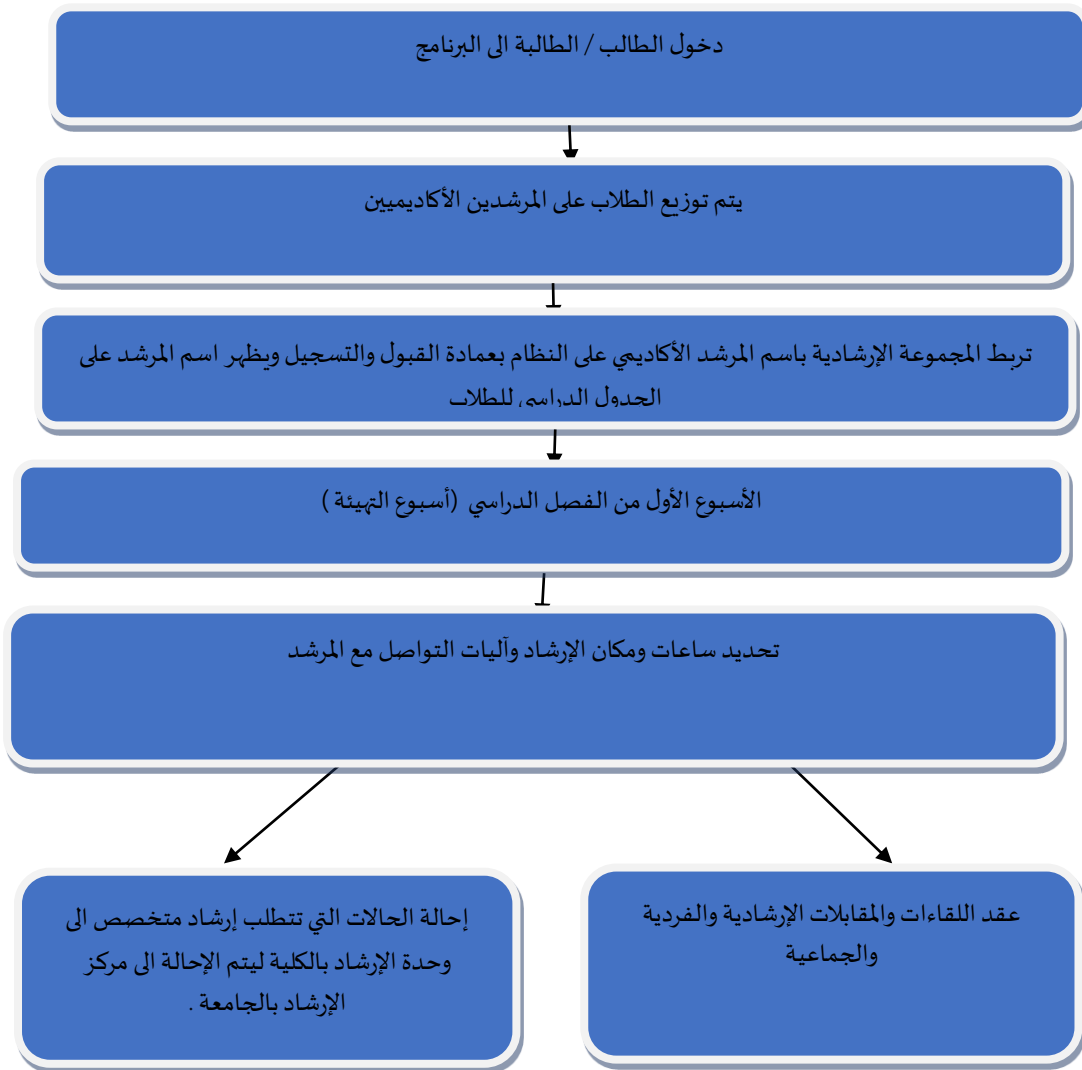 دخول الطالب / الطالبة الى البرنامج
يتم توزيع الطلاب على المرشدين الأكاديميين
تربط المجموعة الإرشادية باسم المرشد الأكاديمي على النظام بعمادة القبول والتسجيل ويظهر اسم المرشد على
الجدول الدراسي للطلاب
الأسبوع الأول من الفصل الدراسي (أسبوع التهيئة )
تحديد ساعات ومكان الإرشاد وآليات التواصل مع المرشد
عقد اللقاءات والمقابلات الإرشادية والفردية
والجماعية
إحالة الحالات التي تتطلب إرشاد متخصص الى
وحدة الإرشاد بالكلية ليتم الإحالة الى مركز
الإرشاد بالجامعة .